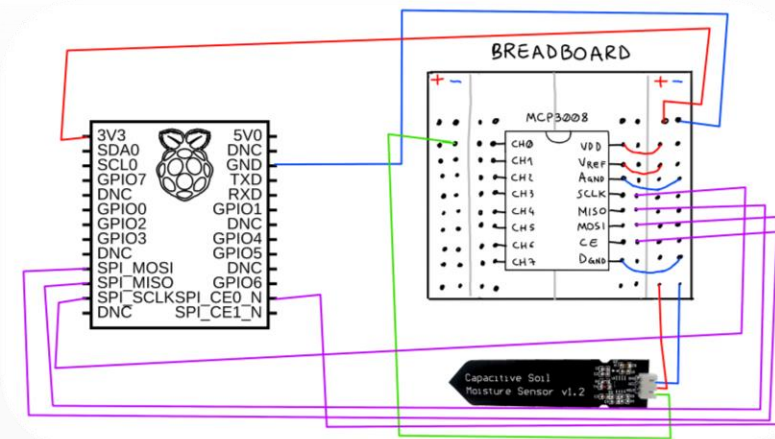 BREADBOARD
+ -
+ -
MCP3008
3V3
SDA0
SCL0
GPIO7
DNC
GPIO0
GPIO2
GPIO3
DNC
SPI_MOSI
SPI_MISO
SPI_SCLK
DNC
5V0
DNC
GND
TXD
RXD
GPIO1
DNC
GPIO4
GPIO5
DNC
GPIO6
SPI_CE0_N
SPI_CE1_N
CH0
CH1
CH2
CH3
CH4
CH5
CH6
CH7
VDD
VREF
AGND
SCLK
MISO
MOSI
CE
DGND
Capacitive Soil
Moisture Sensor v1.2